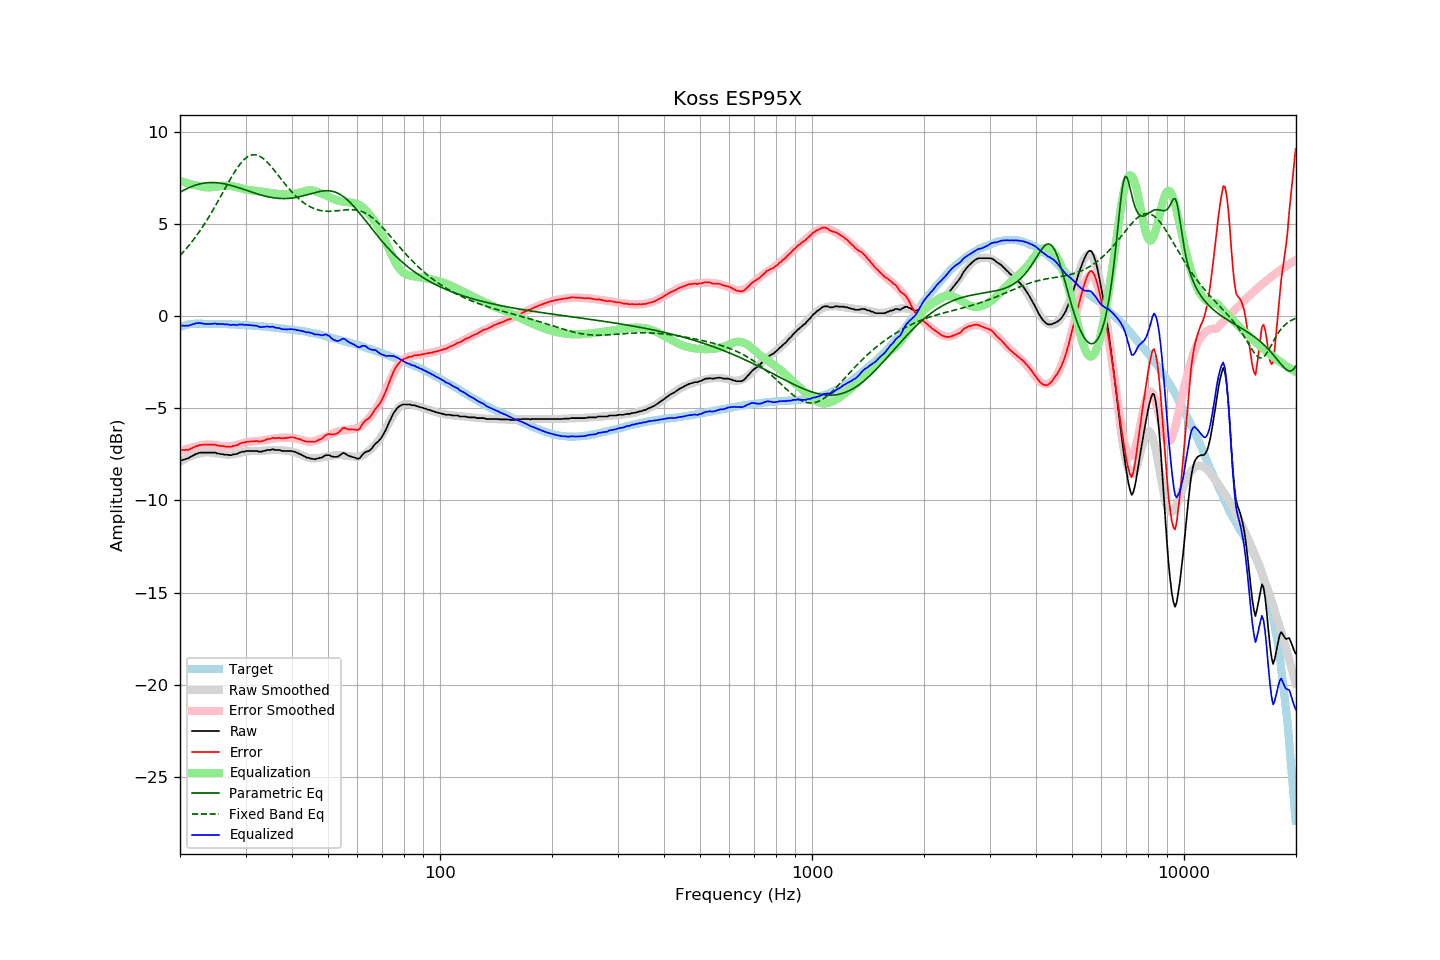 Koss ESP95X
10
5
0
−5
−10
−15
−20
−25
Amplitude (dBr)
Target
Raw Smoothed
Error Smoothed
Raw
Error
Equalization
Parametric Eq
Fixed Band Eq
Equalized
100
1000
10000
Frequency (Hz)